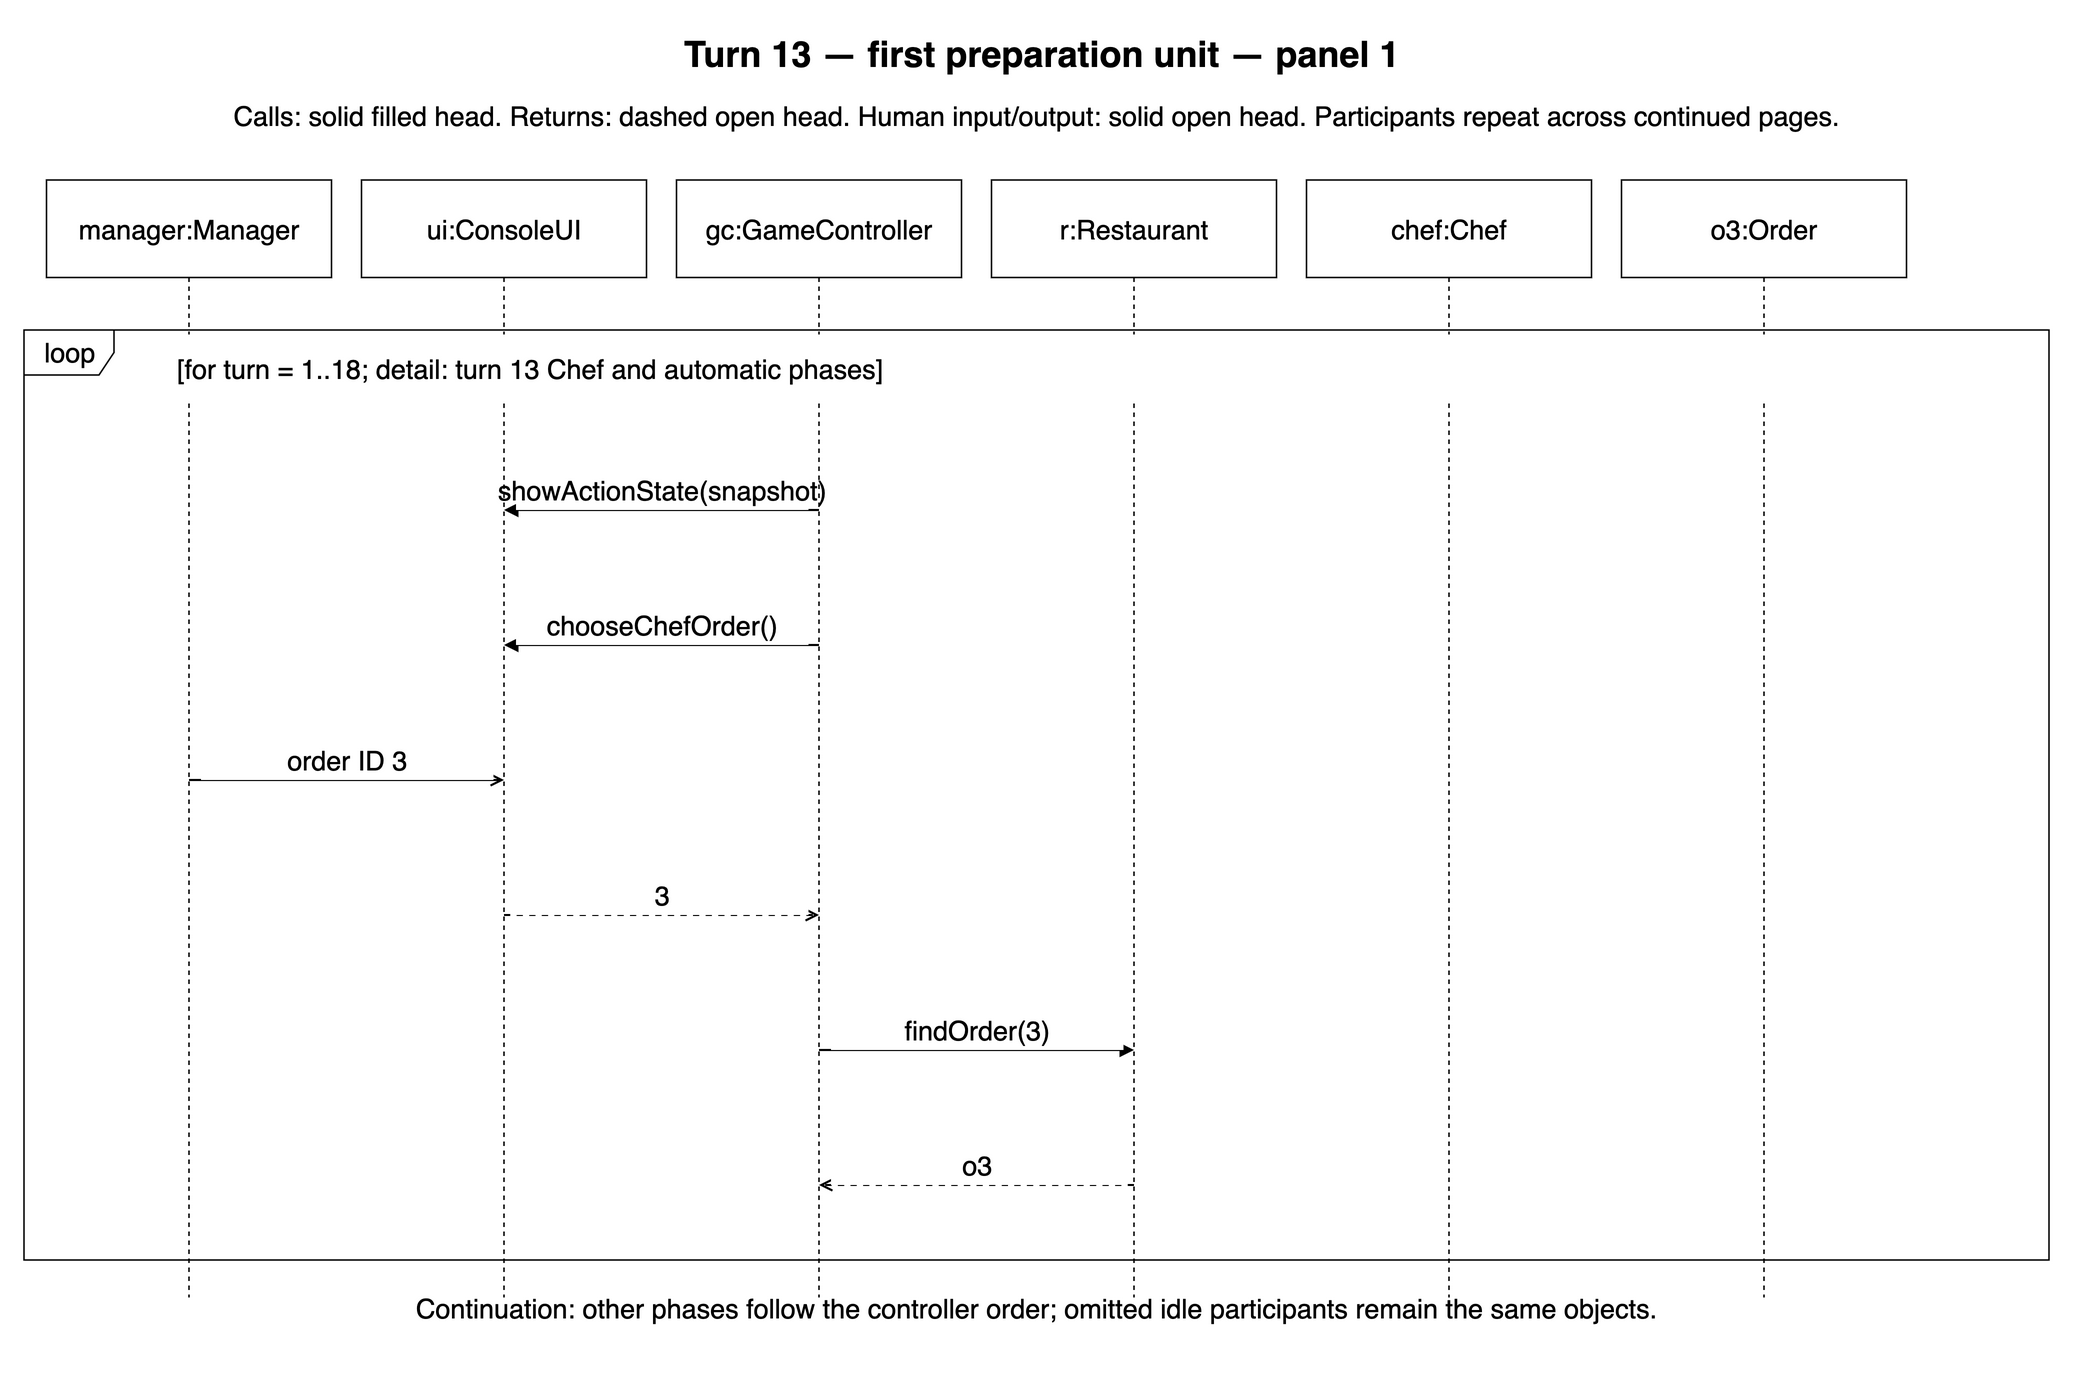 Turn 13 — first preparation unit — panel 1
Calls: solid filled head. Returns: dashed open head. Human input/output: solid open head. Participants repeat across continued pages.
manager:Manager
ui:ConsoleUI
gc:GameController
r:Restaurant
chef:Chef
o3:Order
loop
[for turn = 1..18; detail: turn 13 Chef and automatic phases]
showActionState(snapshot)
chooseChefOrder()
order ID 3
3
findOrder(3)
o3
Continuation: other phases follow the controller order; omitted idle participants remain the same objects.